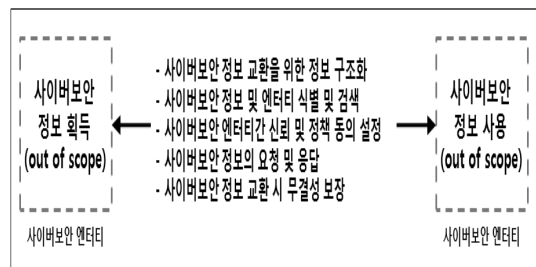 사이버보안
정보 획득
(out of scope)
사이버보안 엔터티
- 사이버보안 정보 교환을 위한 정보 구조화
- 사이버보안 정보 및 엔터티 식별 및 검색
- 사이버보안 엔터티간 신뢰 및 정책 동의 설정
- 사이버보안 정보의 요청 및 응답
- 사이버보안 정보 교환 시 무결성 보장
사이버보안
정보 사용
(out of scope)
사이버보안 엔터티